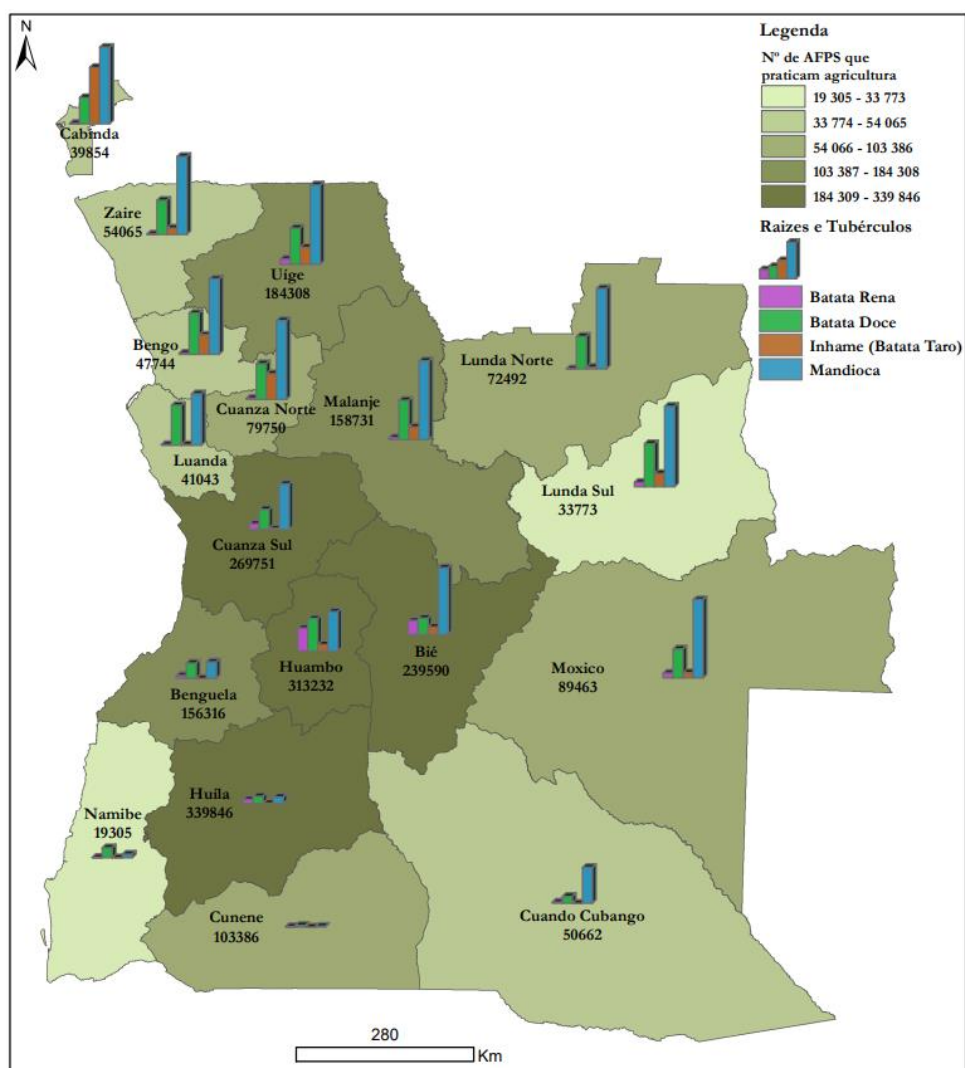 N
Cabinda
39854
Zaire
54065
Uíge
184308
Bengo
47744
Cuanza Norte
79750
Malanje
158731
Lunda Norte
72492
Luanda
41043
Lunda Sul
33773
Cuanza Sul
269751
Huambo
313232
Bié
239590
Moxico
89463
Benguela
156316
Huíla
339846
Namibe
19305
Cunene
103386
Cuando Cubango
50662
280
Km
Legenda
Nº de AFPS que
praticam agricultura
19 305 - 33 773
33 774 - 54 065
54 066 - 103 386
103 387 - 184 308
184 309 - 339 846
Raizes e Tubérculos
Batata Rena
Batata Doce
Inhame (Batata Taro)
Mandioca